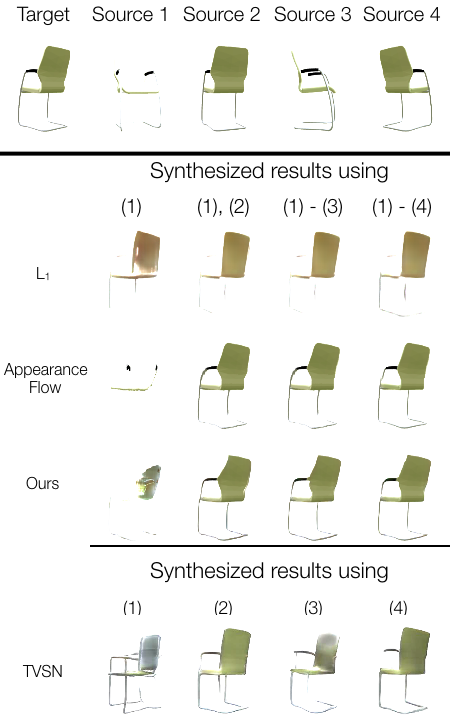 Target Source 1 Source 2 Source 3 Source 4
Synthesized results using
(1) (1), (2) (1) - (3) (1) - (4)
L₁
Appearance
Flow
Ours
Synthesized results using
(1) (2) (3) (4)
TVSN